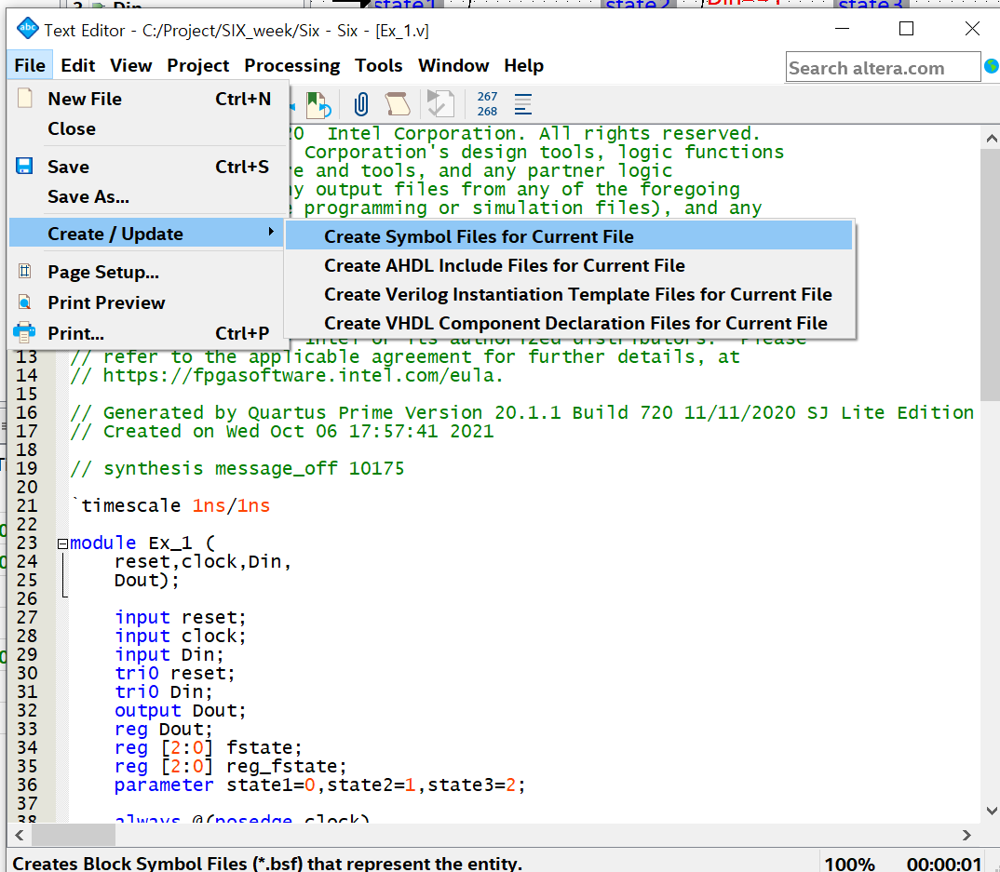 state1 state2 state3
Text Editor - C:/Project/SIX_week/Six - Six - [Ex_1.v]
File Edit View Project Processing Tools Window Help
Search altera.com
New File Ctrl+N
Close
Save Ctrl+S
Save As...
Create / Update
Page Setup...
Print Preview
Print... Ctrl+P
Create Symbol Files for Current File
Create AHDL Include Files for Current File
Create Verilog Instantiation Template Files for Current File
Create VHDL Component Declaration Files for Current File
267
268
0 Intel Corporation. All rights reserved.
Corporation's design tools, logic functions
re and tools, and any partner logic
y output files from any of the foregoing
programming or simulation files), and any
Intel or its authorized distributors. Please
13 // refer to the applicable agreement for further details, at
14 // https://fpgasoftware.intel.com/eula.
15
16 // Generated by Quartus Prime Version 20.1.1 Build 720 11/11/2020 SJ Lite Edition
17 // Created on Wed Oct 06 17:57:41 2021
18
19 // synthesis message_off 10175
20
21 `timescale 1ns/1ns
22
23 module Ex_1 (
24 reset,clock,Din,
25 Dout);
26
27 input reset;
28 input clock;
29 input Din;
30 tri0 reset;
31 tri0 Din;
32 output Dout;
33 reg Dout;
34 reg [2:0] fstate;
35 reg [2:0] reg_fstate;
36 parameter state1=0,state2=1,state3=2;
37
38 always @(posedge clock)
Creates Block Symbol Files (*.bsf) that represent the entity.
100% 00:00:01